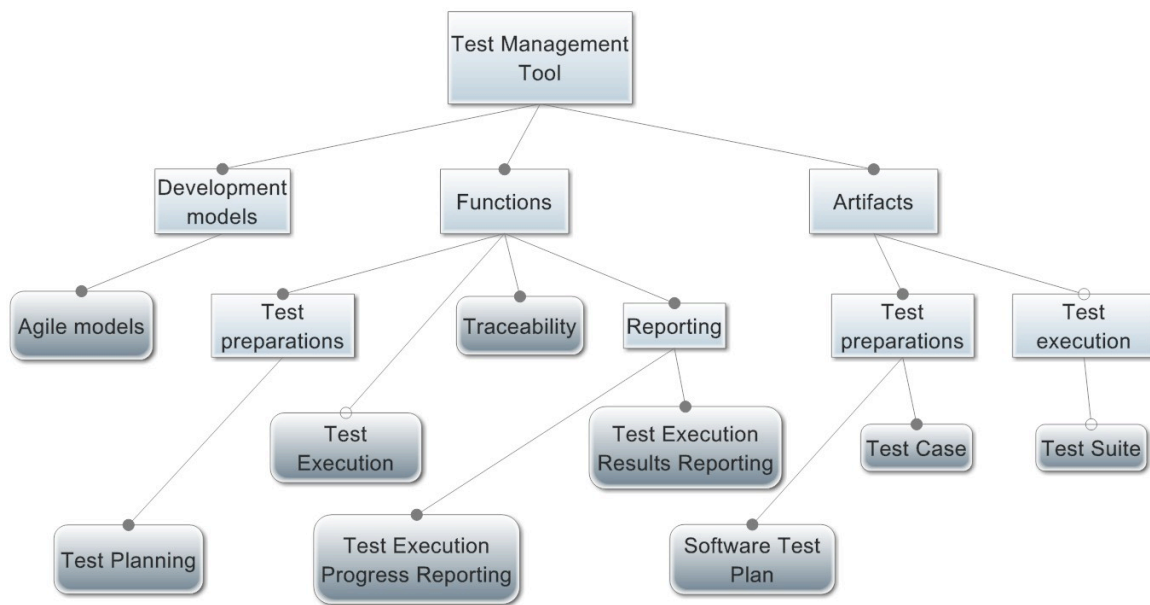 Test Management
Tool
Development
models
Functions
Artifacts
Agile models
Test
preparations
Traceability
Reporting
Test
preparations
Test
execution
Test
Execution
Test Execution
Results Reporting
Test Case
Test Suite
Test Planning
Test Execution
Progress Reporting
Software Test
Plan